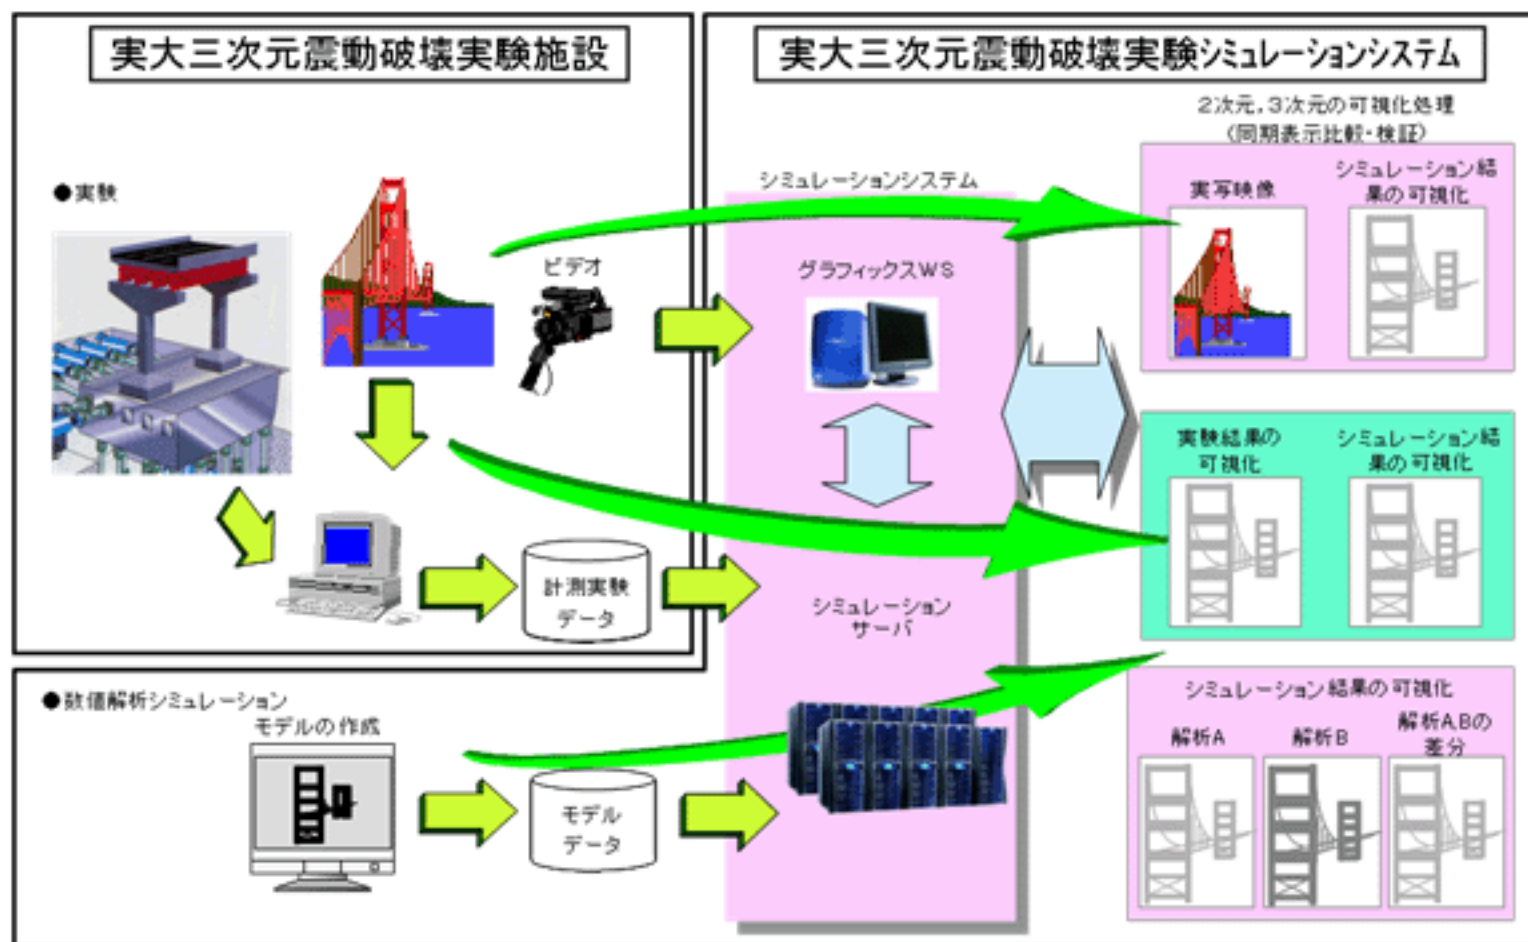 実大三次元震動破壊実験施設
●実験
ビデオ
計測実験
データ
実大三次元震動破壊実験シミュレーションシステム
2次元,3次元の可視化処理
(同期表示比較・検証)
シミュレーションシステム
グラフィックスWS
シミュレーション
サーバ
実写映像
シミュレーション結
果の可視化
実験結果の
可視化
シミュレーション結
果の可視化
シミュレーション結果の可視化
解析A
解析B
解析A,Bの
差分
●数値解析シミュレーション
モデルの作成
モデル
データ